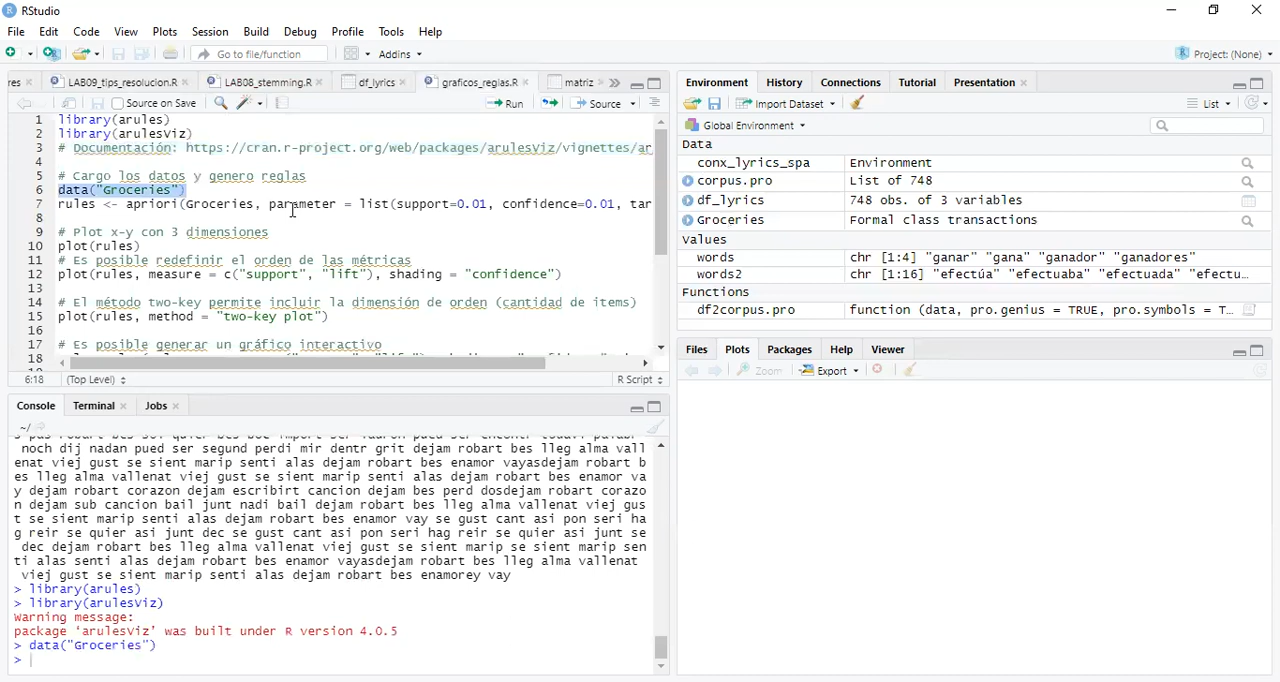 RStudio
File Edit Code View Plots Session Build Debug Profile Tools Help
Go to file/function Addins Project: (None)
res LAB09_tips_resolucion.R LAB08_stemming.R df_lyrics graficos_reglas.R matriz
Source on Save Run Source
1 library(arules)
2 library(arulesViz)
3 # Documentación: https://cran.r-project.org/web/packages/arulesViz/vignettes/ar
4
5 # Cargo los datos y genero reglas
6 data("Groceries")
7 rules <- apriori(Groceries, parameter = list(support=0.01, confidence=0.01, tar
8
9 # Plot x-y con 3 dimensiones
10 plot(rules)
11 # Es posible redefinir el orden de las métricas
12 plot(rules, measure = c("support", "lift"), shading = "confidence")
13
14 # El método two-key permite incluir la dimensión de orden (cantidad de items)
15 plot(rules, method = "two-key plot")
16
17 # Es posible generar un gráfico interactivo
18
6:18 (Top Level) R Script
Console Terminal Jobs
~/
noch dij nadan pued ser segund perdi mir dentr grit dejam robart bes lleg alma vall
enat viej gust se sient marip senti alas dejam robart bes enamor vayasdejam robart b
es lleg alma vallenat viej gust se sient marip senti alas dejam robart bes enamor va
y dejam robart corazon dejam escribirt cancion dejam bes perd dosdejam robart corazo
n dejam sub cancion bail junt nadi bail dejam robart bes lleg alma vallenat viej gus
t se sient marip senti alas dejam robart bes enamor vay se gust cant asi pon seri ha
g reir se quier asi junt dec se gust cant asi pon seri hag reir se quier asi junt se
dec dejam robart bes lleg alma vallenat viej gust se sient marip se sient marip sen
ti alas senti alas dejam robart bes enamor vayasdejam robart bes lleg alma vallenat
viej gust se sient marip senti alas dejam robart bes enamorey vay
> library(arules)
> library(arulesViz)
Warning message:
package ‘arulesViz’ was built under R version 4.0.5
> data("Groceries")
>
Environment History Connections Tutorial Presentation
Import Dataset List
Global Environment
Data
conx_lyrics_spa Environment
corpus.pro List of 748
df_lyrics 748 obs. of 3 variables
Groceries Formal class transactions
Values
words chr [1:4] "ganar" "gana" "ganador" "ganadores"
words2 chr [1:16] "efectúa" "efectuaba" "efectuada" "efectu...
Functions
df2corpus.pro function (data, pro.genius = TRUE, pro.symbols = T...
Files Plots Packages Help Viewer
Zoom Export